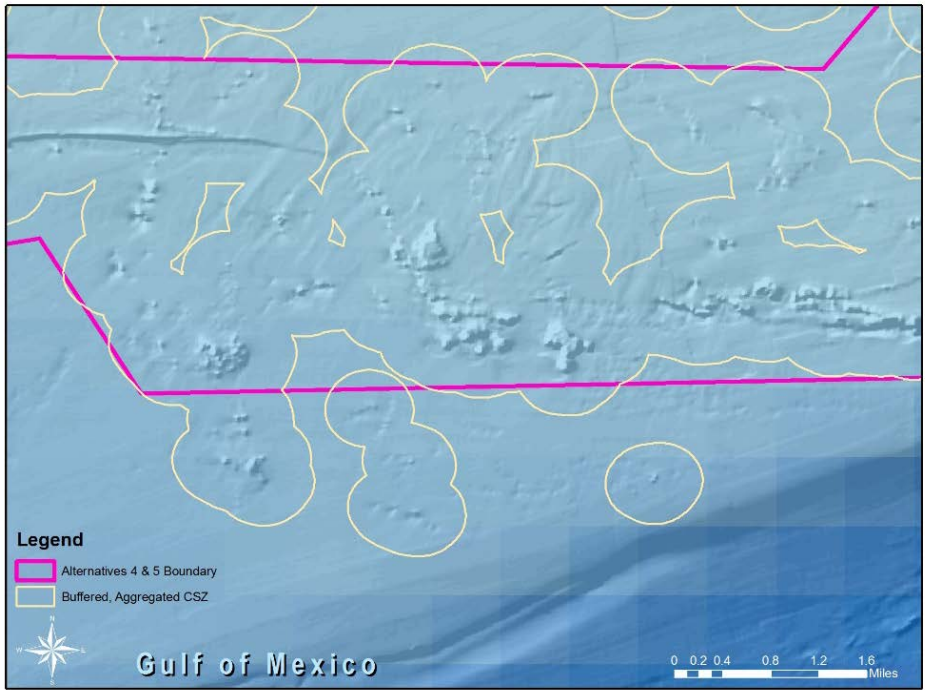 Legend
Alternatives 4 & 5 Boundary
Buffered, Aggregated CSZ
N
W E
S
Gulf of Mexico
0 0.2 0.4 0.8 1.2 1.6
Miles